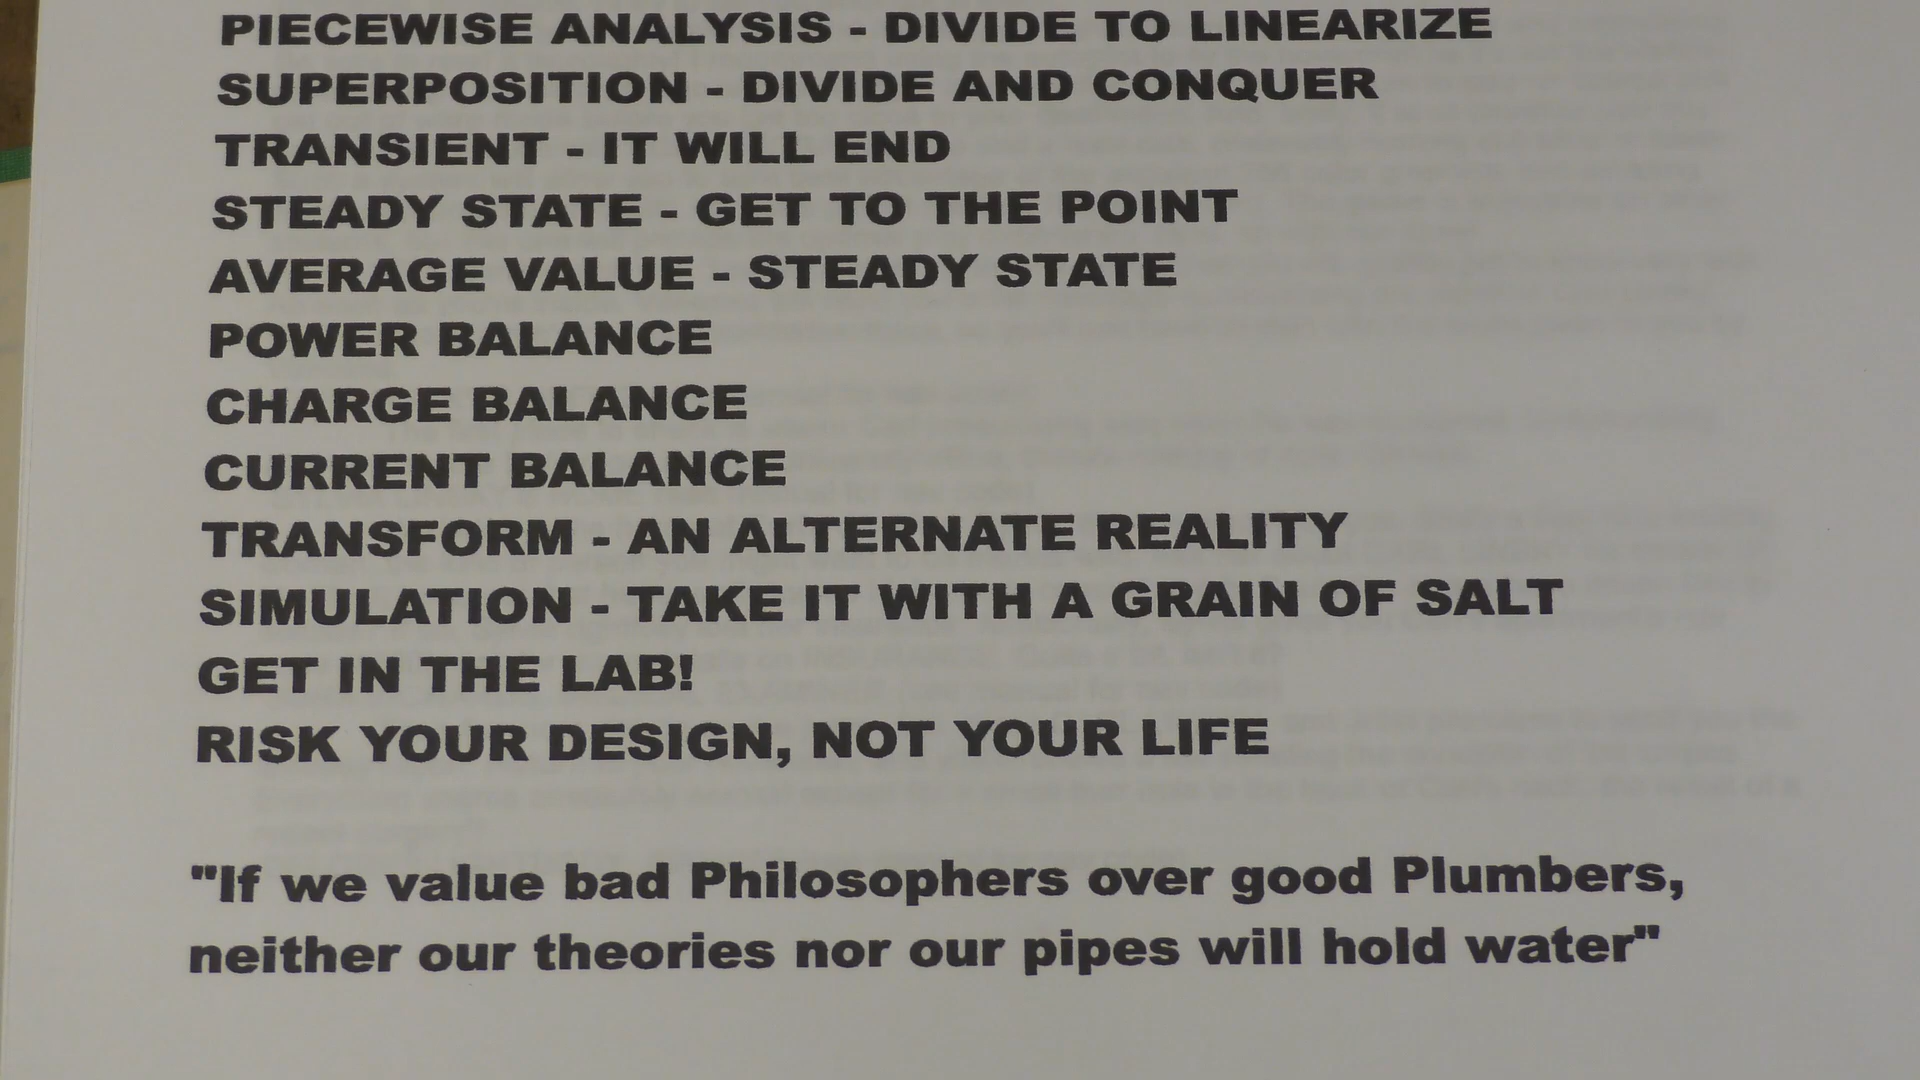 PIECEWISE ANALYSIS - DIVIDE TO LINEARIZE
SUPERPOSITION - DIVIDE AND CONQUER
TRANSIENT - IT WILL END
STEADY STATE - GET TO THE POINT
AVERAGE VALUE - STEADY STATE
POWER BALANCE
CHARGE BALANCE
CURRENT BALANCE
TRANSFORM - AN ALTERNATE REALITY
SIMULATION - TAKE IT WITH A GRAIN OF SALT
GET IN THE LAB!
RISK YOUR DESIGN, NOT YOUR LIFE
"If we value bad Philosophers over good Plumbers,
neither our theories nor our pipes will hold water"